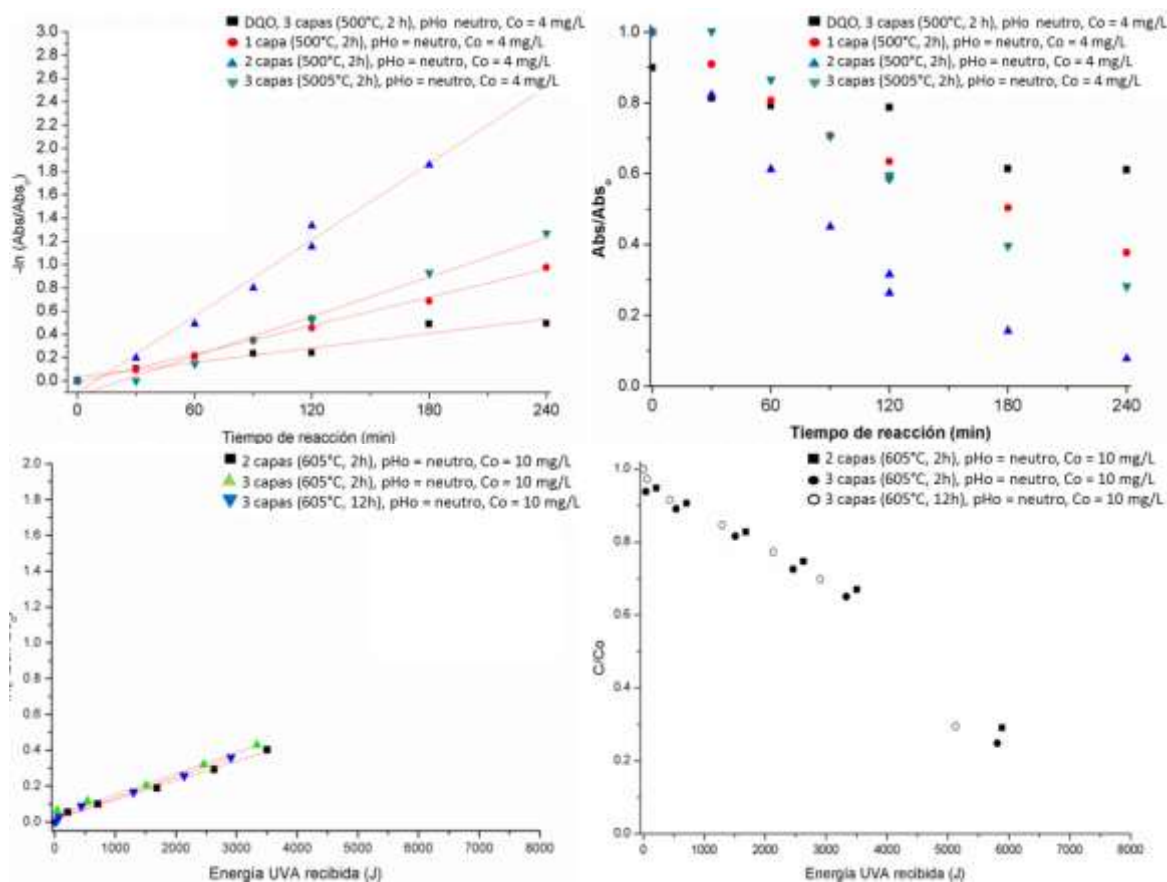 DQO, 3 capas (500°C, 2 h), pHo neutro, Co = 4 mg/L
1 capa (500°C, 2h), pHo = neutro, Co = 4 mg/L
2 capas (500°C, 2h), pHo = neutro, Co = 4 mg/L
3 capas (5005°C, 2h), pHo = neutro, Co = 4 mg/L
3.0
2.8
2.6
2.4
2.2
2.0
1.8
1.6
1.4
1.2
1.0
0.8
0.6
0.4
0.2
0.0
-ln (Abs/Abs₀)
0 60 120 180 240
Tiempo de reacción (min)
DQO, 3 capas (500°C, 2 h), pHo neutro, Co = 4 mg/L
1 capa (500°C, 2h), pHo = neutro, Co = 4 mg/L
2 capas (500°C, 2h), pHo = neutro, Co = 4 mg/L
3 capas (5005°C, 2h), pHo = neutro, Co = 4 mg/L
1.0
0.8
0.6
0.4
0.2
0.0
Abs/Abs₀
0 60 120 180 240
Tiempo de reacción (min)
2 capas (605°C, 2h), pHo = neutro, Co = 10 mg/L
3 capas (605°C, 2h), pHo = neutro, Co = 10 mg/L
3 capas (605°C, 12h), pHo = neutro, Co = 10 mg/L
2.0
1.8
1.6
1.4
1.2
1.0
0.8
0.6
0.4
0.2
0.0
0 1000 2000 3000 4000 5000 6000 7000 8000
Energía UVA recibida (J)
2 capas (605°C, 2h), pHo = neutro, Co = 10 mg/L
3 capas (605°C, 2h), pHo = neutro, Co = 10 mg/L
3 capas (605°C, 12h), pHo = neutro, Co = 10 mg/L
1.0
0.8
0.6
0.4
0.2
0.0
C/Co
0 1000 2000 3000 4000 5000 6000 7000 8000
Energía UVA recibida (J)